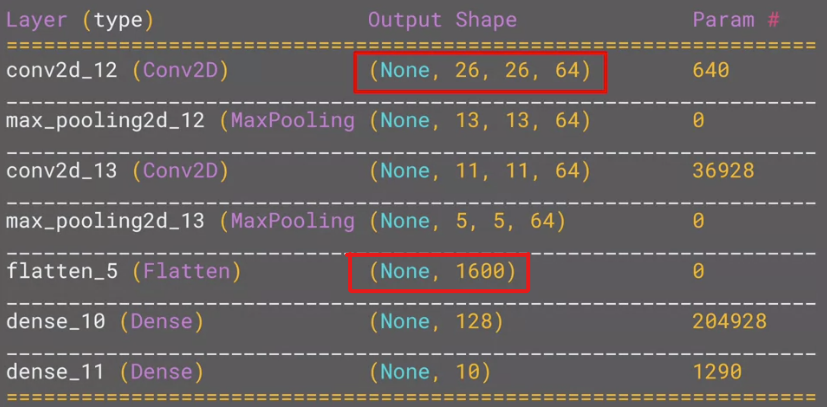 Layer (type) Output Shape Param #
=================================================================
conv2d_12 (Conv2D) (None, 26, 26, 64) 640
_________________________________________________________________
max_pooling2d_12 (MaxPooling (None, 13, 13, 64) 0
_________________________________________________________________
conv2d_13 (Conv2D) (None, 11, 11, 64) 36928
_________________________________________________________________
max_pooling2d_13 (MaxPooling (None, 5, 5, 64) 0
_________________________________________________________________
flatten_5 (Flatten) (None, 1600) 0
_________________________________________________________________
dense_10 (Dense) (None, 128) 204928
_________________________________________________________________
dense_11 (Dense) (None, 10) 1290
=================================================================